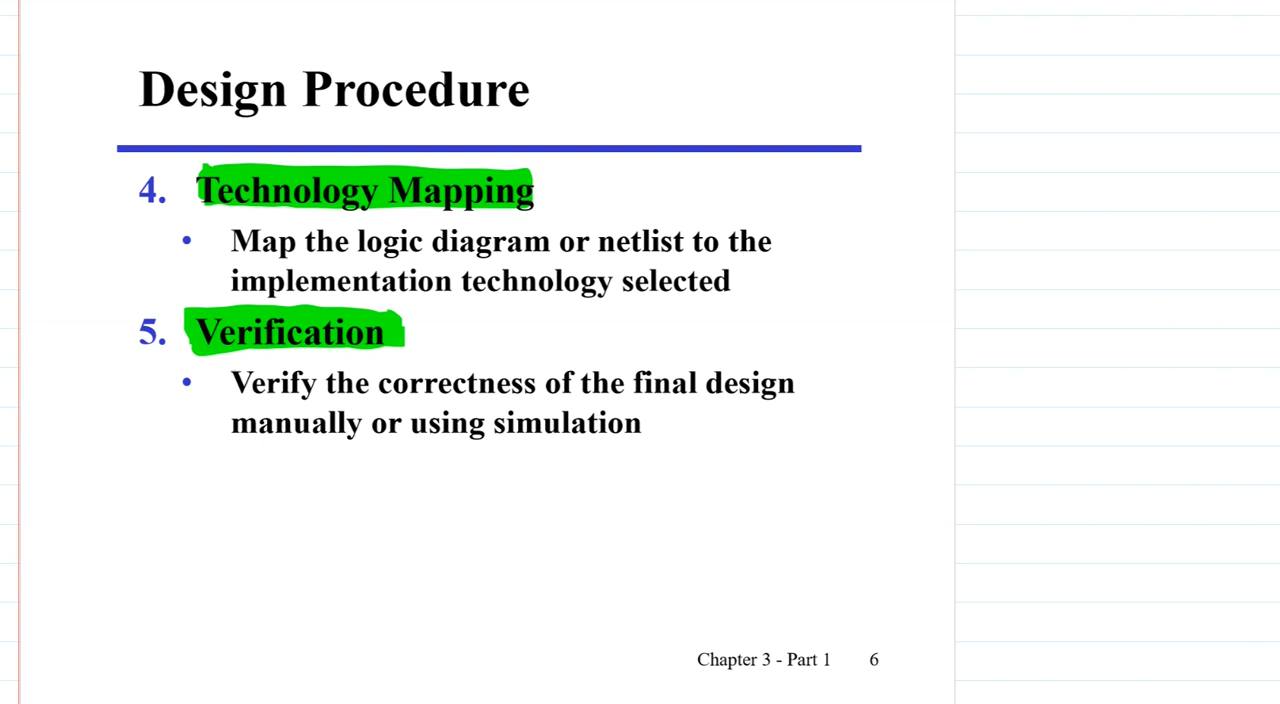 Design Procedure
4. Technology Mapping
• Map the logic diagram or netlist to the
implementation technology selected
5. Verification
• Verify the correctness of the final design
manually or using simulation
Chapter 3 - Part 1 6